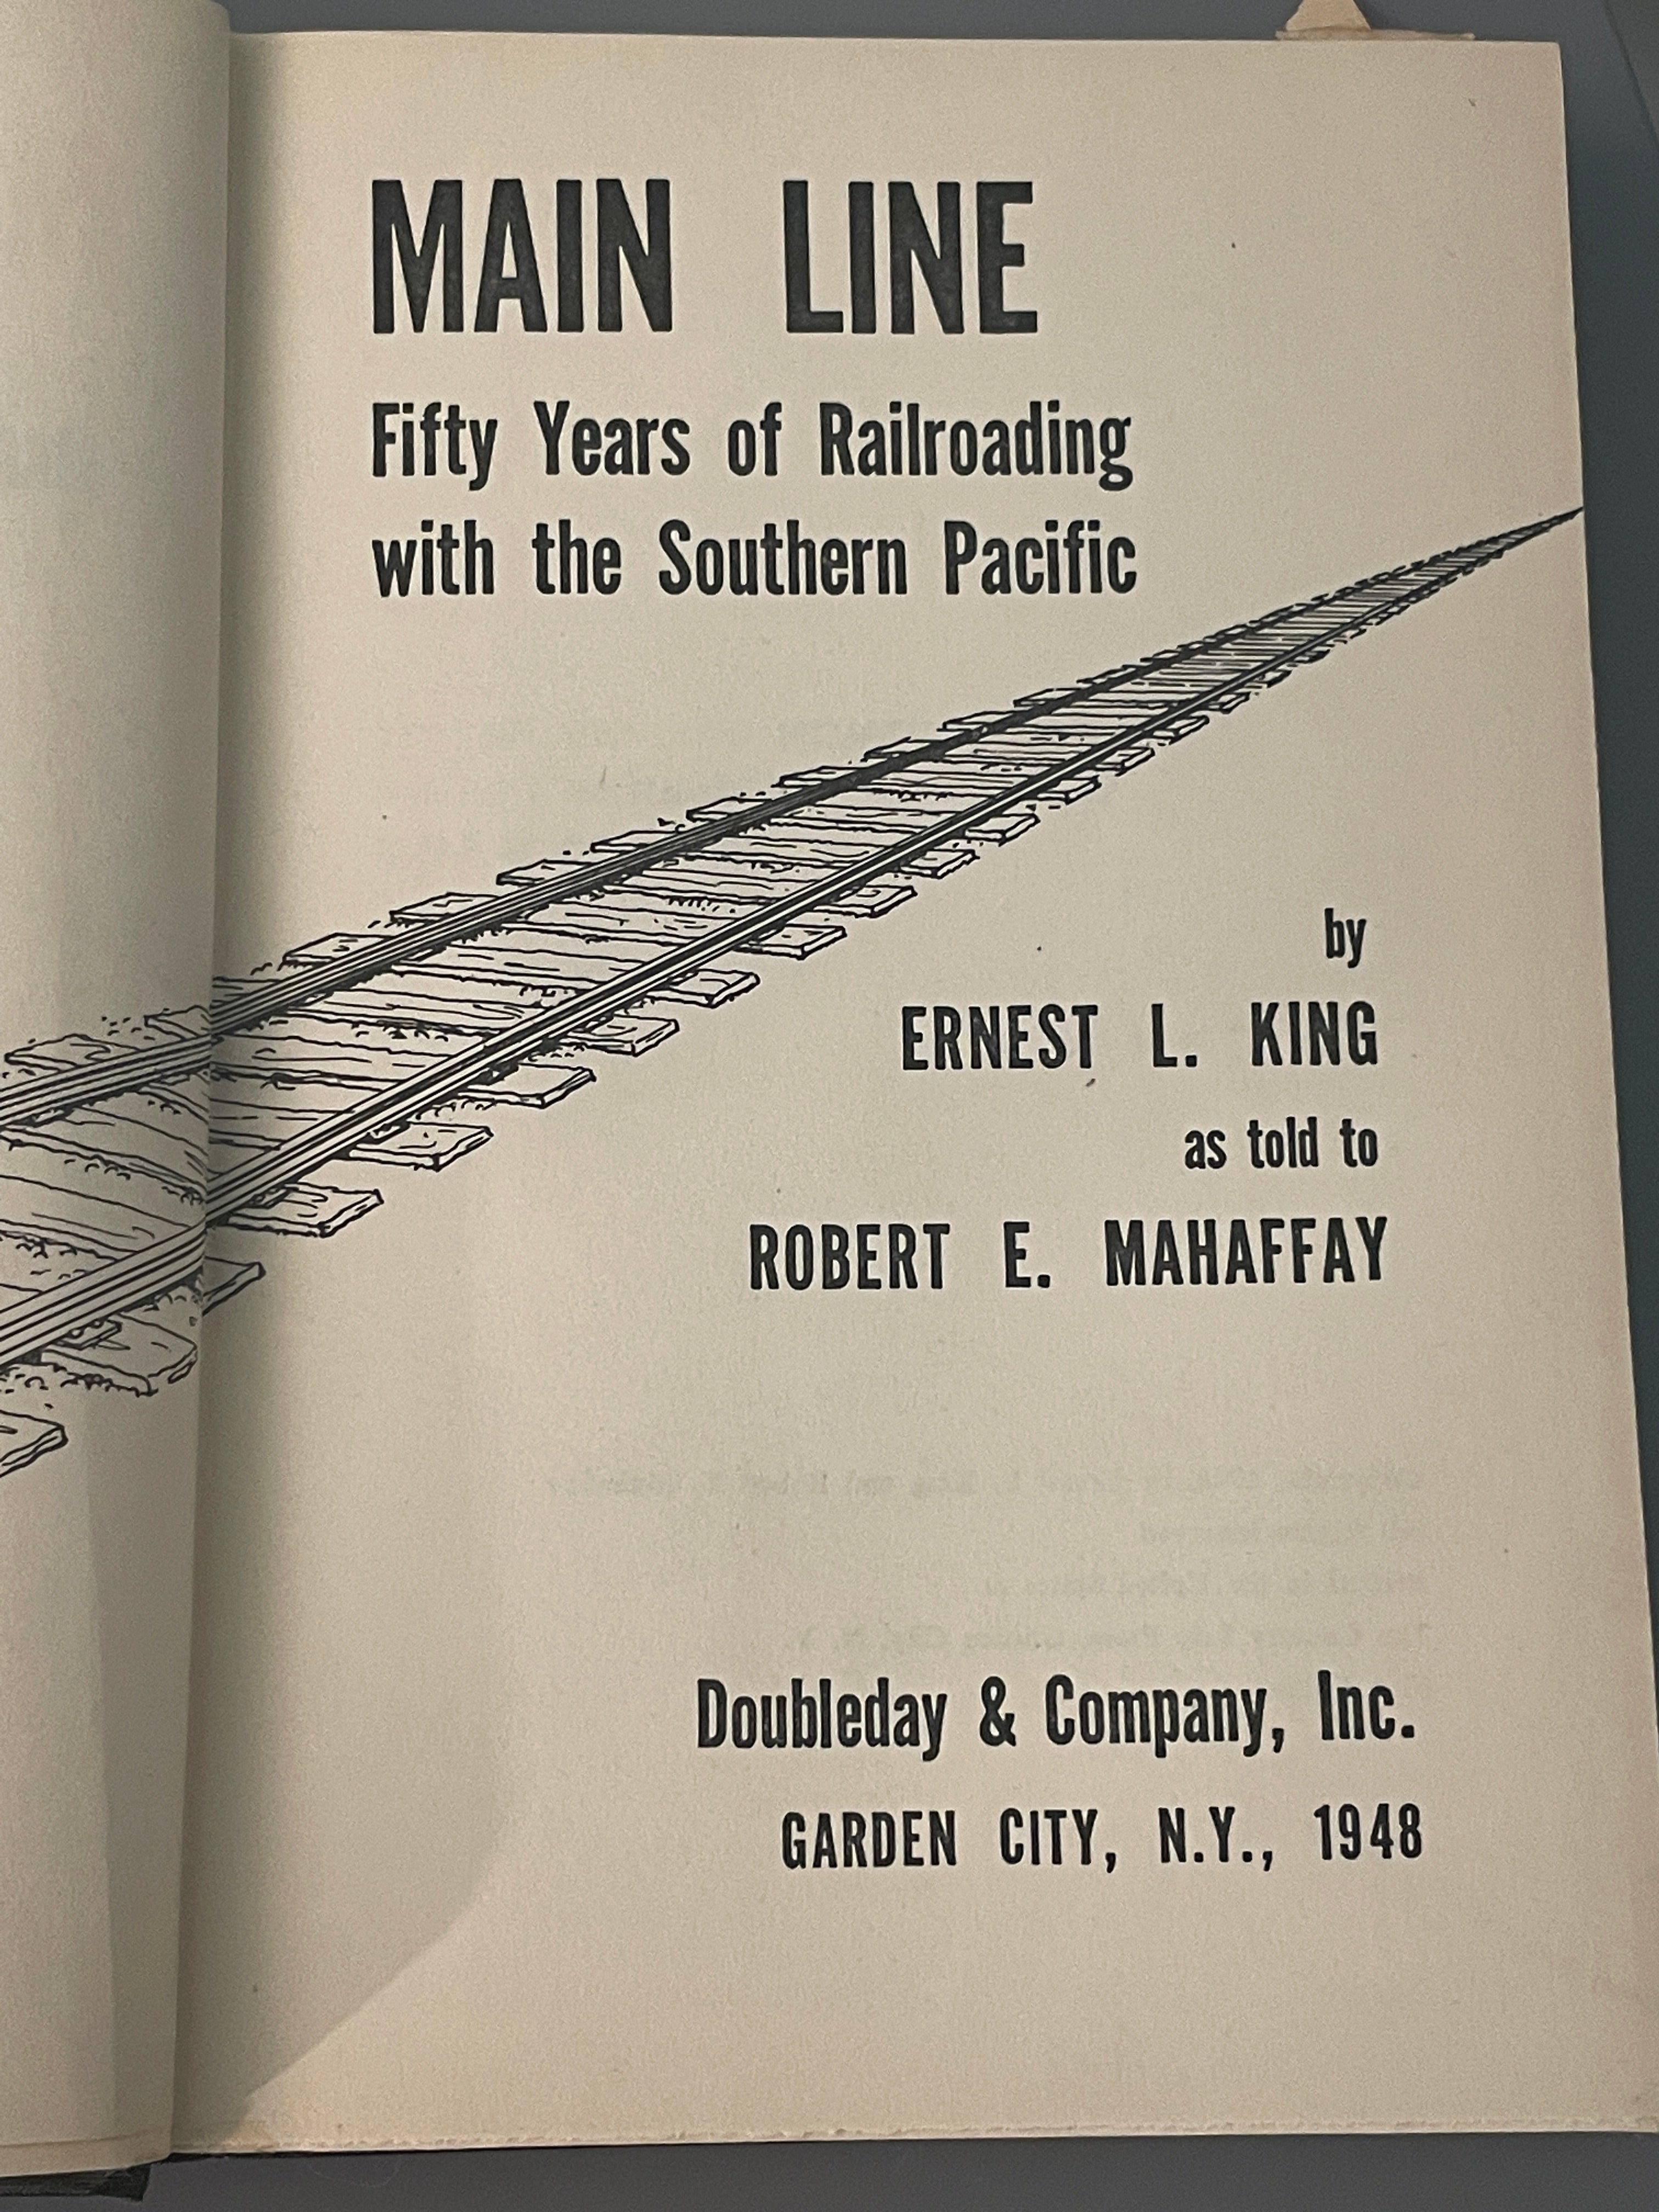 MAIN LINE
Fifty Years of Railroading
with the Southern Pacific
by
ERNEST L. KING
as told to
ROBERT E. MAHAFFAY
Doubleday & Company, Inc.
GARDEN CITY, N.Y., 1948